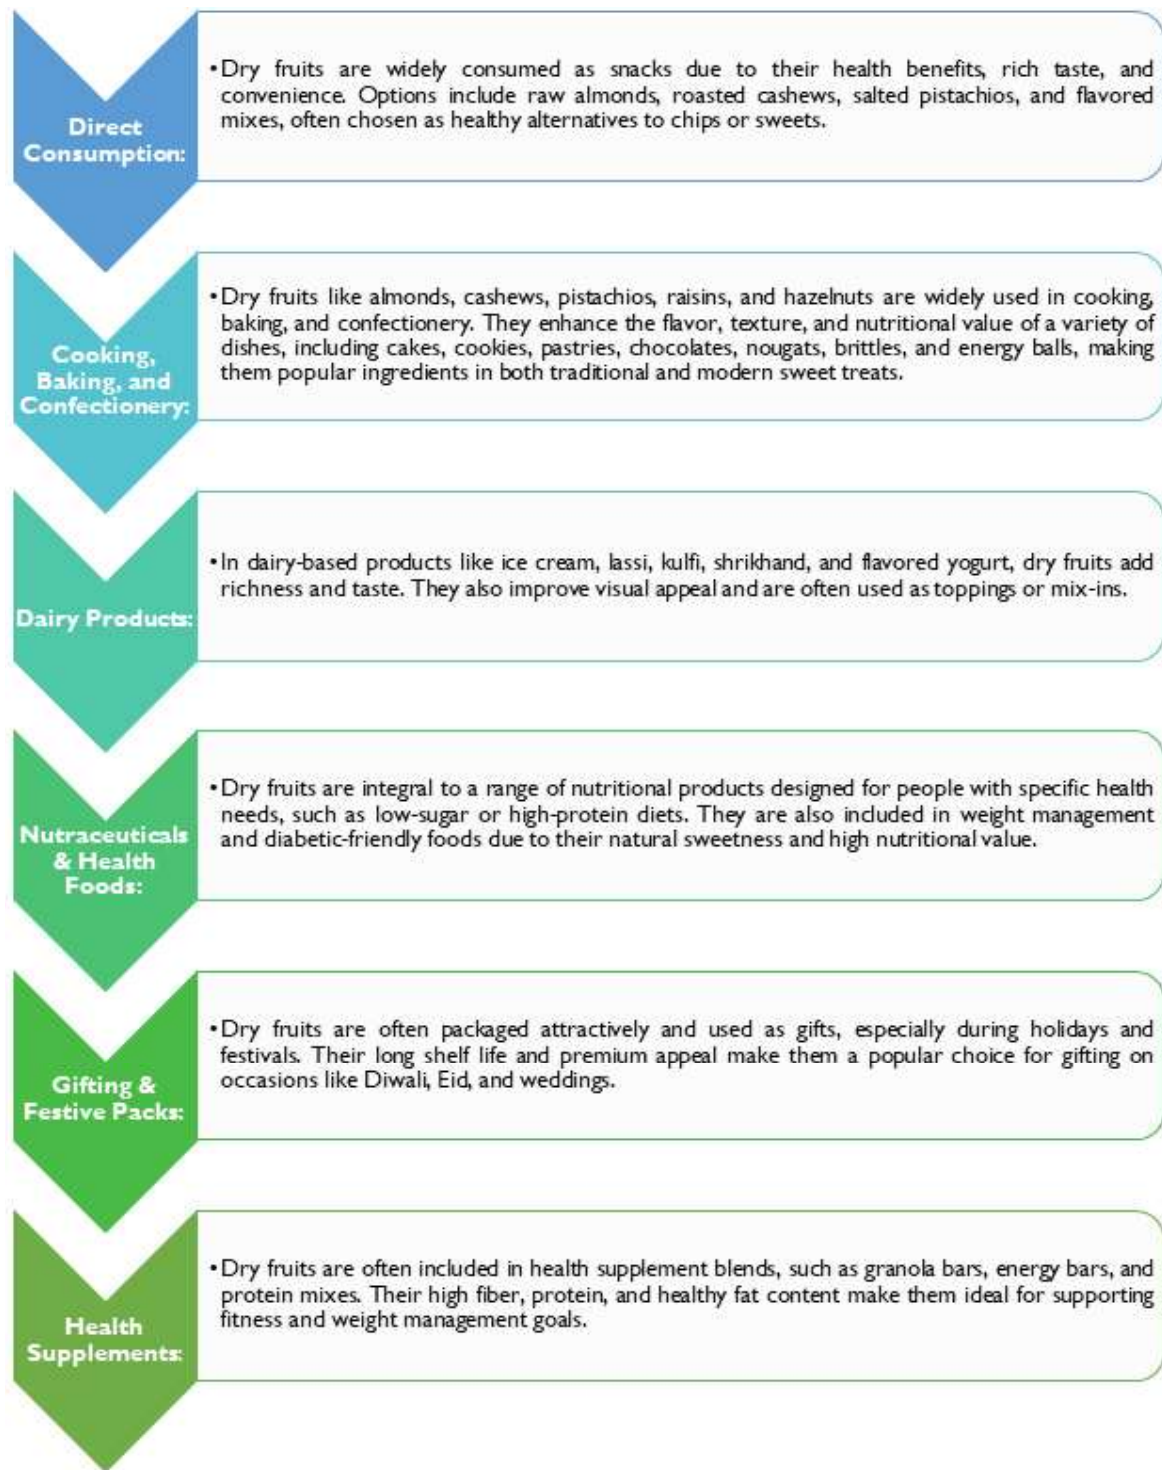 Direct
Consumption:
•Dry fruits are widely consumed as snacks due to their health benefits, rich taste, and
convenience. Options include raw almonds, roasted cashews, salted pistachios, and flavored
mixes, often chosen as healthy alternatives to chips or sweets.
Cooking,
Baking, and
Confectionery:
•Dry fruits like almonds, cashews, pistachios, raisins, and hazelnuts are widely used in cooking,
baking, and confectionery. They enhance the flavor, texture, and nutritional value of a variety of
dishes, including cakes, cookies, pastries, chocolates, nougats, brittles, and energy balls, making
them popular ingredients in both traditional and modern sweet treats.
Dairy Products:
•In dairy-based products like ice cream, lassi, kulfi, shrikhand, and flavored yogurt, dry fruits add
richness and taste. They also improve visual appeal and are often used as toppings or mix-ins.
Nutraceuticals
& Health
Foods:
•Dry fruits are integral to a range of nutritional products designed for people with specific health
needs, such as low-sugar or high-protein diets. They are also included in weight management
and diabetic-friendly foods due to their natural sweetness and high nutritional value.
Gifting &
Festive Packs:
•Dry fruits are often packaged attractively and used as gifts, especially during holidays and
festivals. Their long shelf life and premium appeal make them a popular choice for gifting on
occasions like Diwali, Eid, and weddings.
Health
Supplements:
•Dry fruits are often included in health supplement blends, such as granola bars, energy bars, and
protein mixes. Their high fiber, protein, and healthy fat content make them ideal for supporting
fitness and weight management goals.